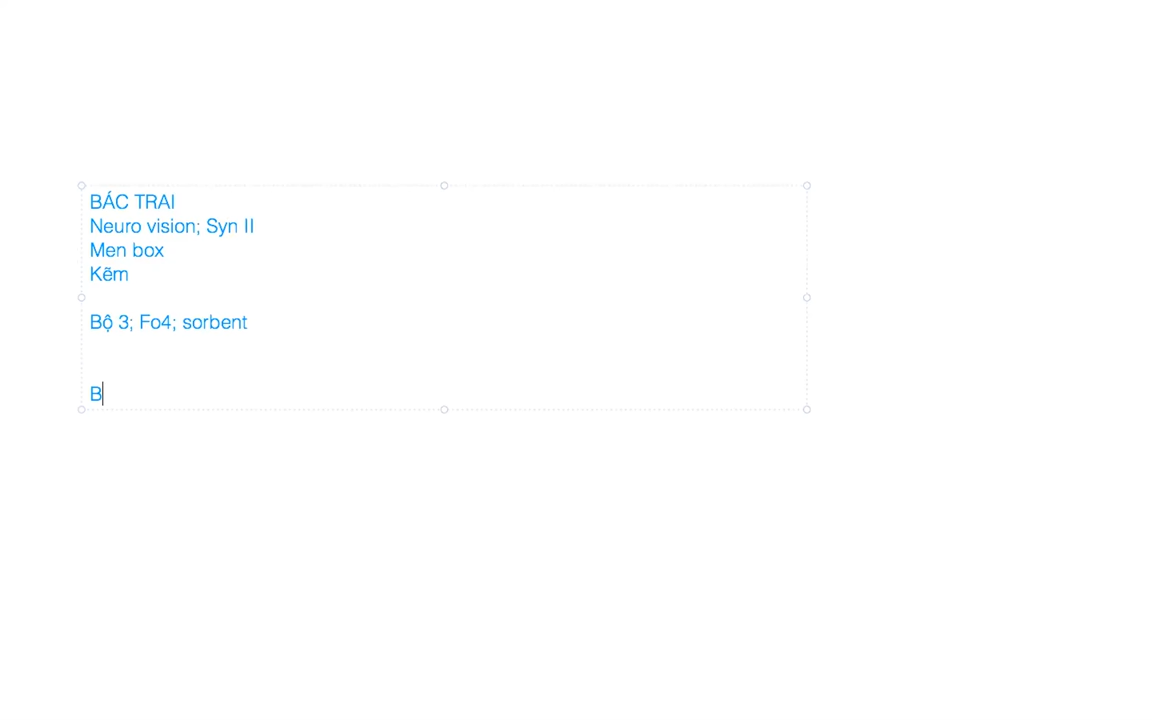 BÁC TRAI
Neuro vision; Syn II
Men box
Kẽm
Bộ 3; Fo4; sorbent
B